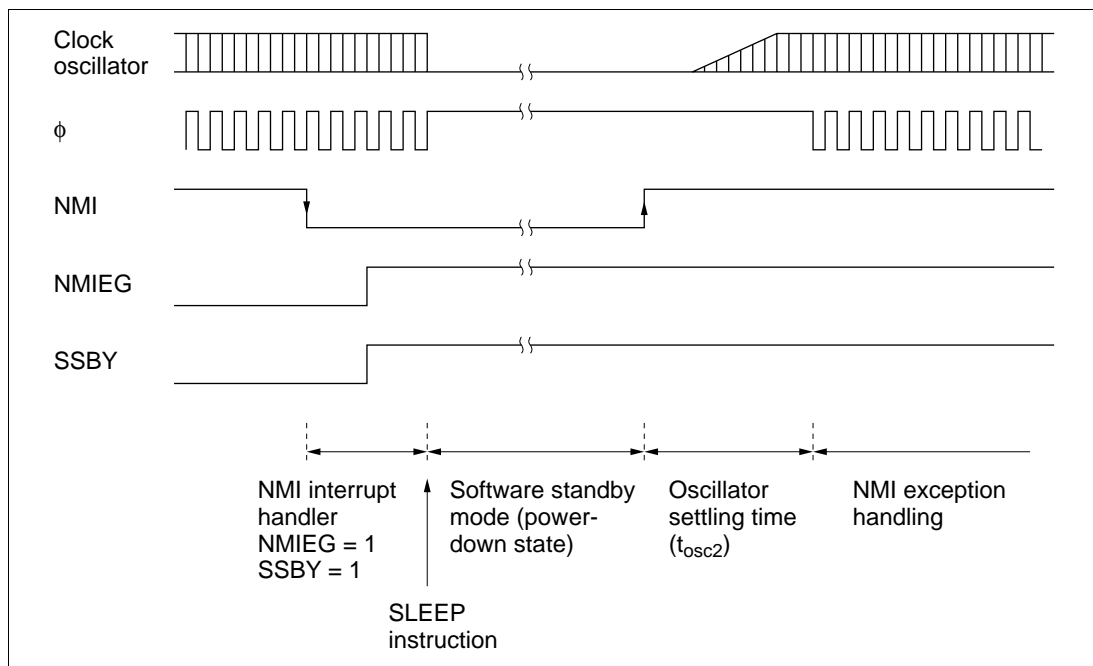 Clock
oscillator
ϕ
NMI
NMIEG
SSBY
NMI interrupt
handler
NMIEG = 1
SSBY = 1
Software standby
mode (power-
down state)
Oscillator
settling time
(tosc2)
NMI exception
handling
SLEEP
instruction